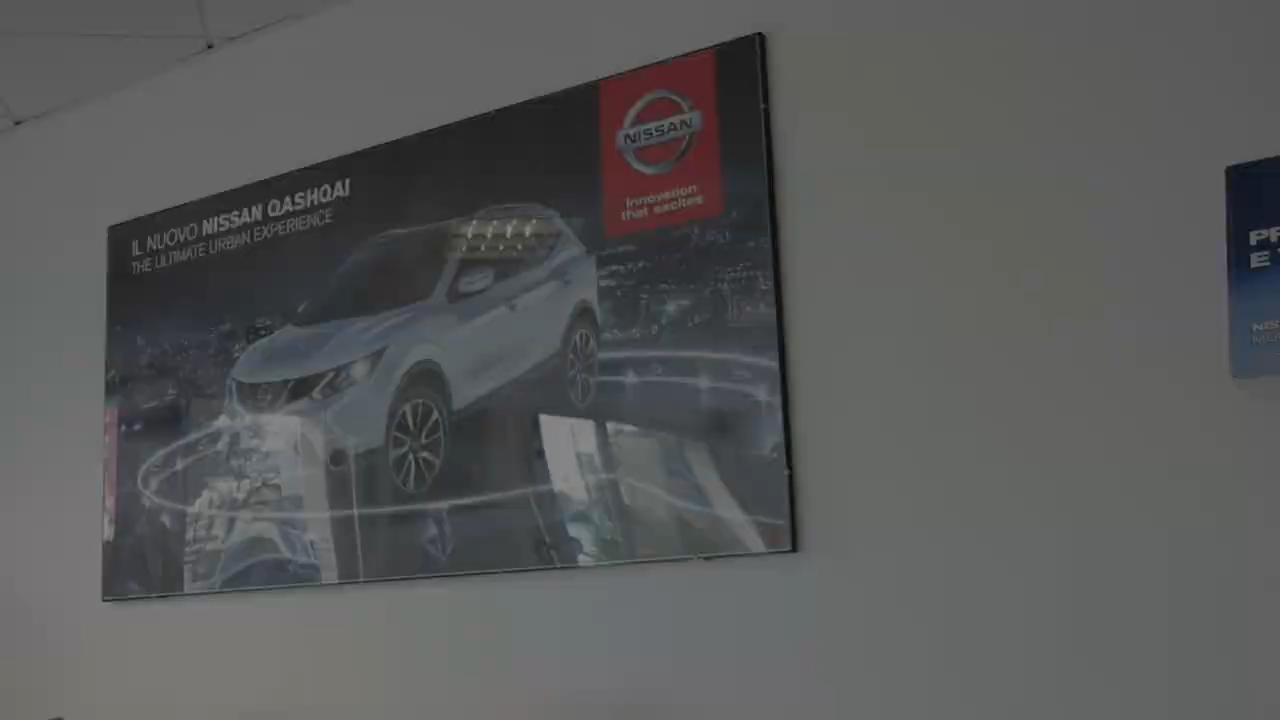 IL NUOVO NISSAN QASHQAI
THE ULTIMATE URBAN EXPERIENCE
NISSAN
Innovation
that excites
E